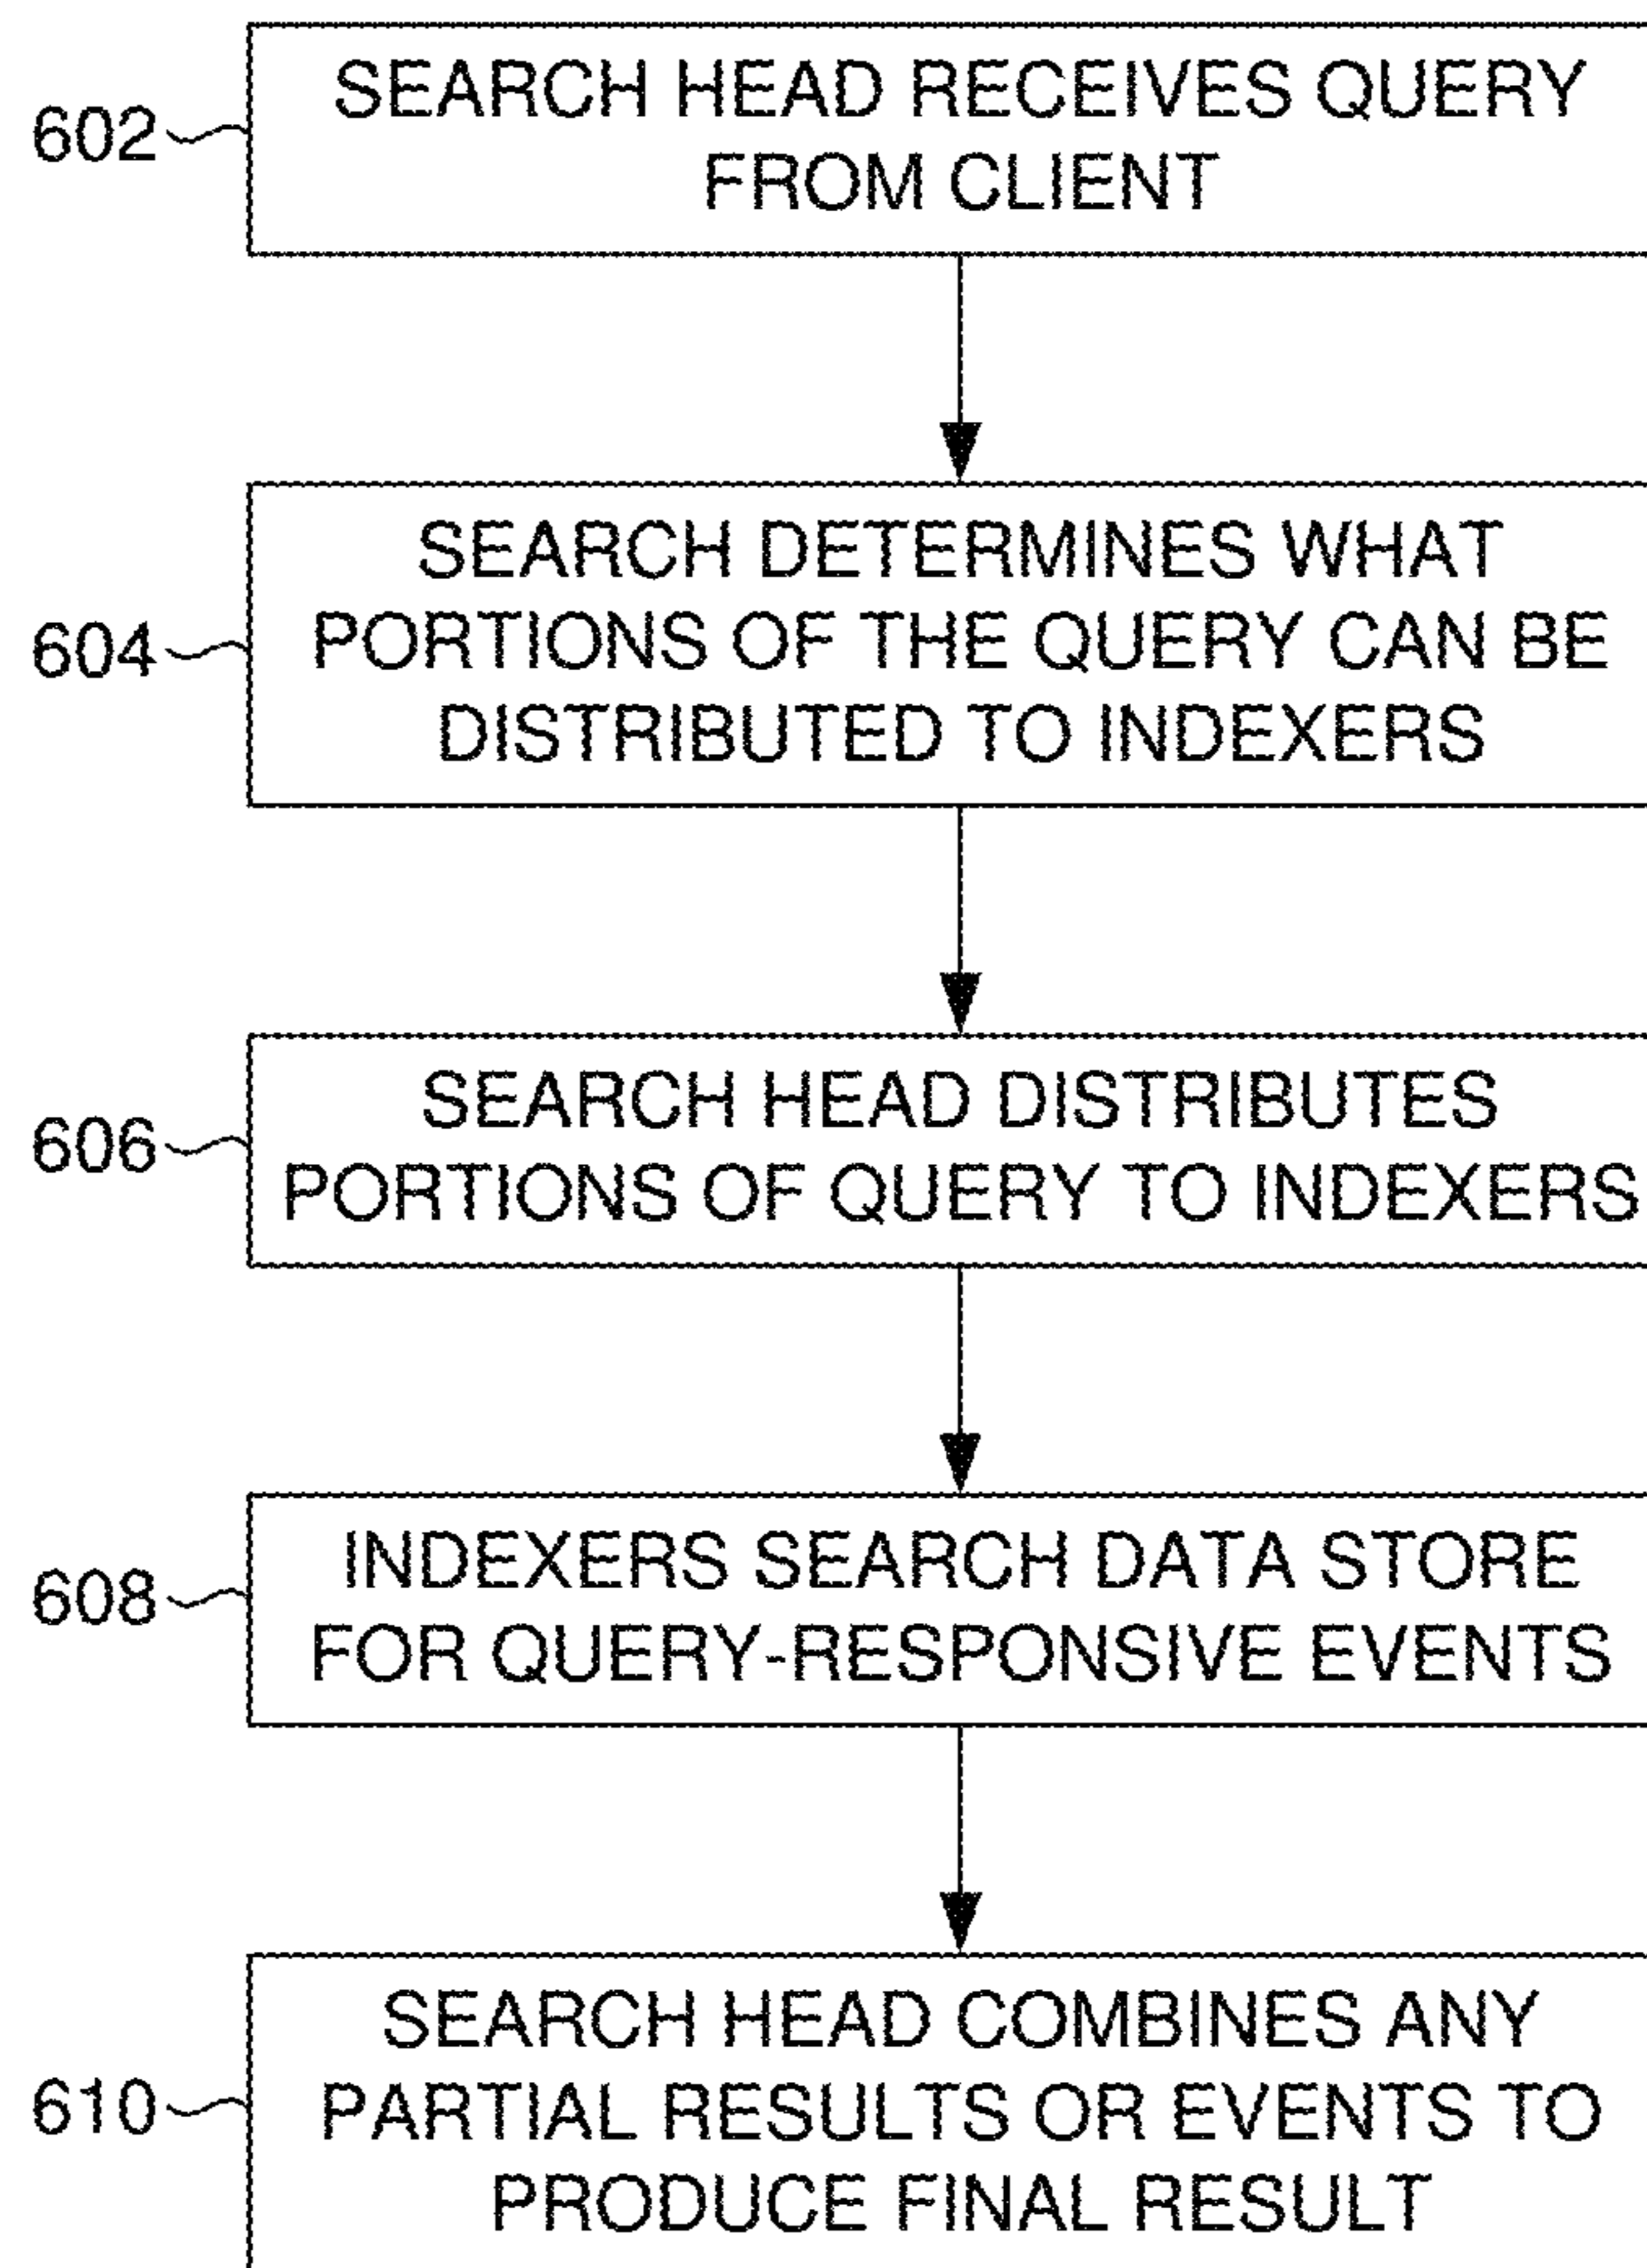 602
SEARCH HEAD RECEIVES QUERY
FROM CLIENT
604
SEARCH DETERMINES WHAT
PORTIONS OF THE QUERY CAN BE
DISTRIBUTED TO INDEXERS
606
SEARCH HEAD DISTRIBUTES
PORTIONS OF QUERY TO INDEXERS
608
INDEXERS SEARCH DATA STORE
FOR QUERY-RESPONSIVE EVENTS
610
SEARCH HEAD COMBINES ANY
PARTIAL RESULTS OR EVENTS TO
PRODUCE FINAL RESULT